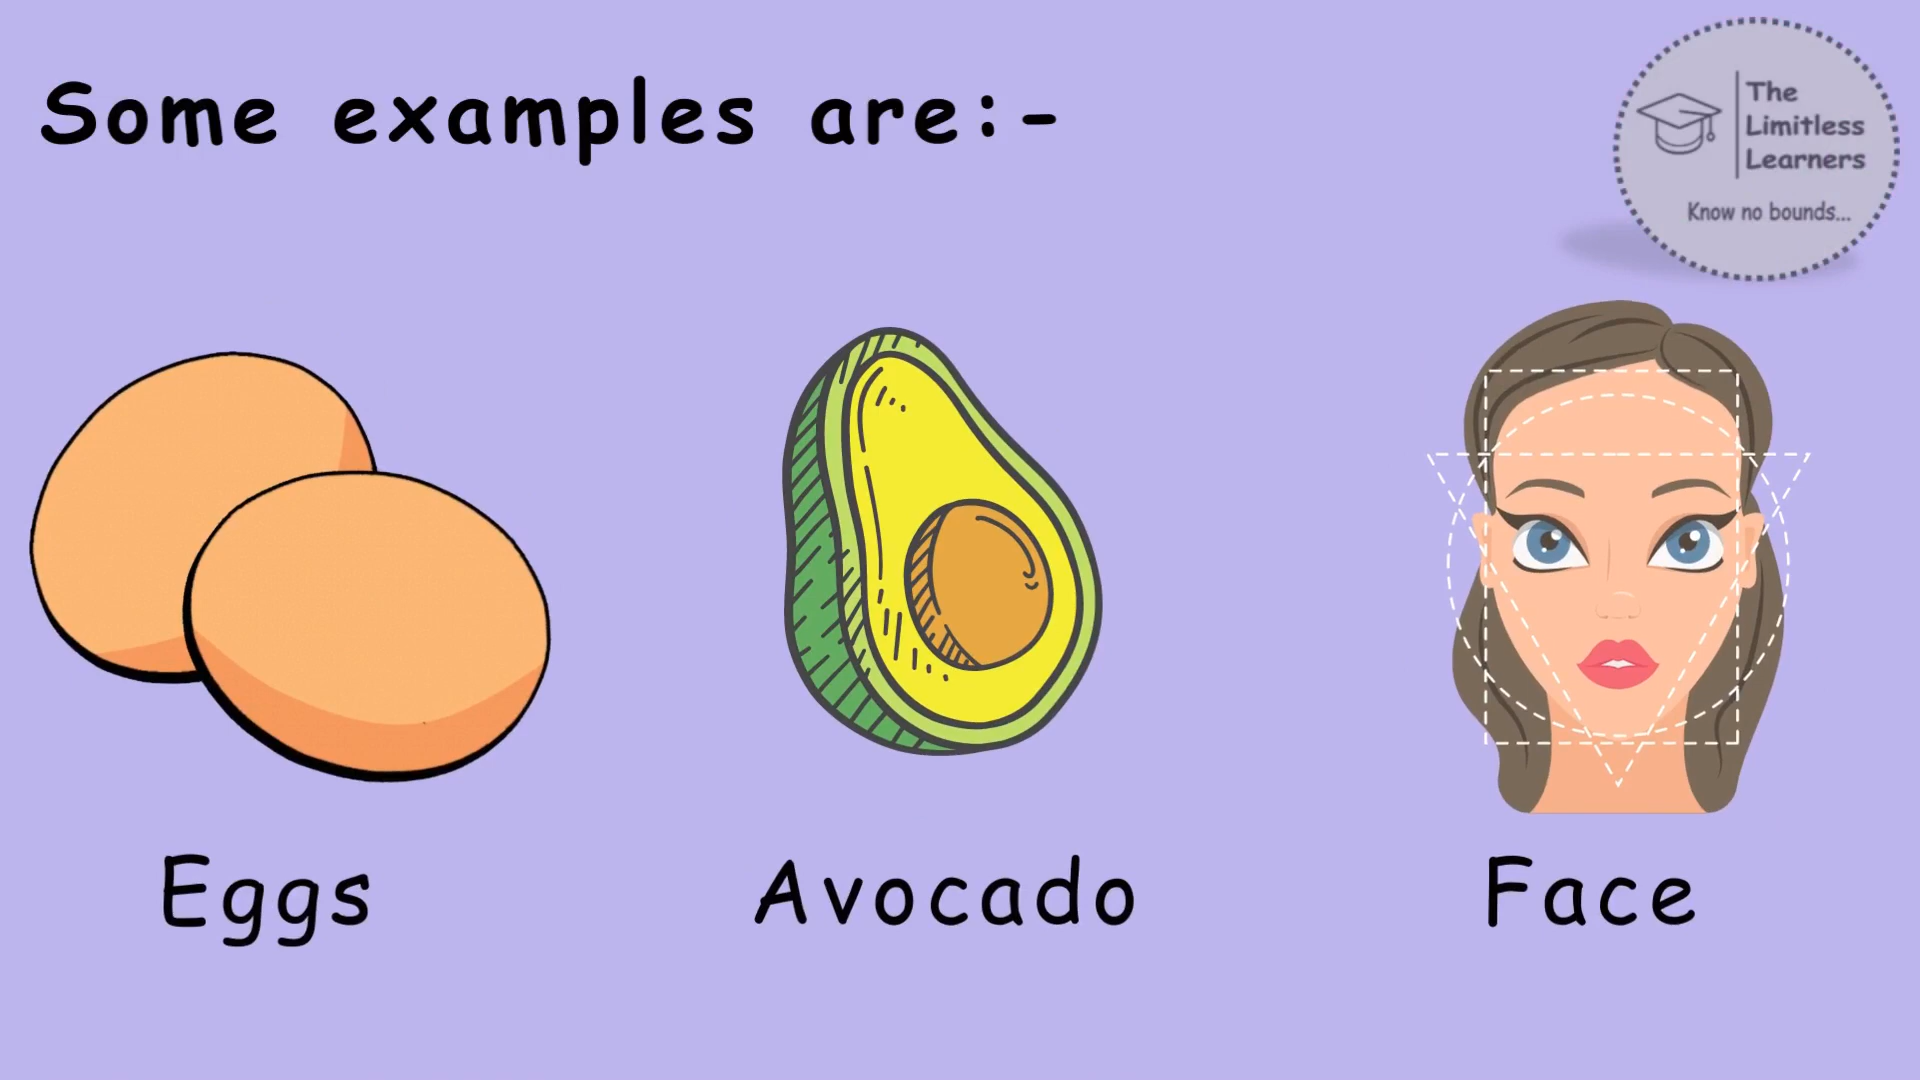 Some examples are:-
The
Limitless
Learners
Know no bounds...
Eggs
Avocado
Face